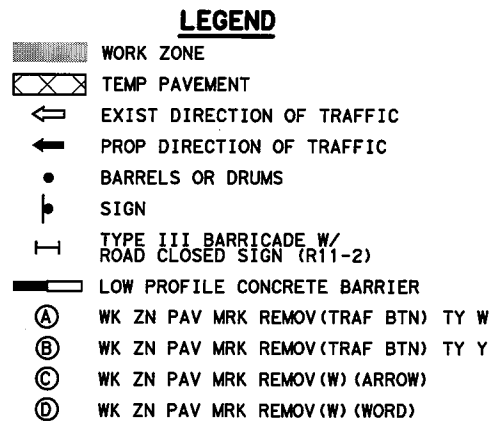 LEGEND
WORK ZONE
TEMP PAVEMENT
EXIST DIRECTION OF TRAFFIC
PROP DIRECTION OF TRAFFIC
BARRELS OR DRUMS
SIGN
TYPE III BARRICADE W/
ROAD CLOSED SIGN (R11-2)
LOW PROFILE CONCRETE BARRIER
A WK ZN PAV MRK REMOV(TRAF BTN) TY W
B WK ZN PAV MRK REMOV(TRAF BTN) TY Y
C WK ZN PAV MRK REMOV(W)(ARROW)
D WK ZN PAV MRK REMOV(W)(WORD)